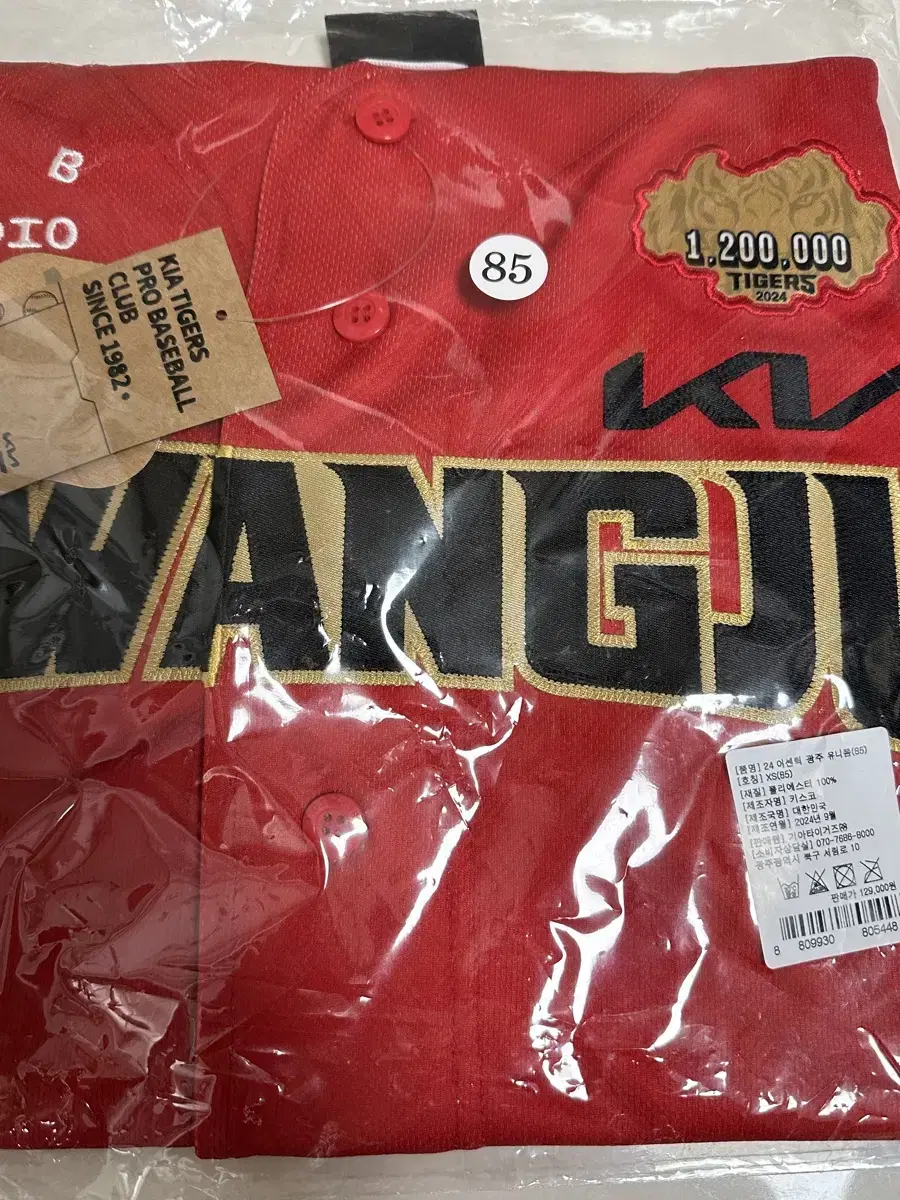 B
DIO
KIA TIGERS
PRO BASEBALL
CLUB
SINCE 1982
85
1,200,000
TIGERS
2024
KIA
WANGJU
[품명] 24 어센틱 광주 유니폼(85)
[호칭] XS(85)
[재질] 폴리에스터 100%
[제조자명] 키스코
[제조국명] 대한민국
[제조연월] 2024년 9월
[판매원] 기아타이거즈㈜
[소비자상담실] 070-7686-8000
광주광역시 북구 서림로 10
판매가 129,000원
8 809930 805448